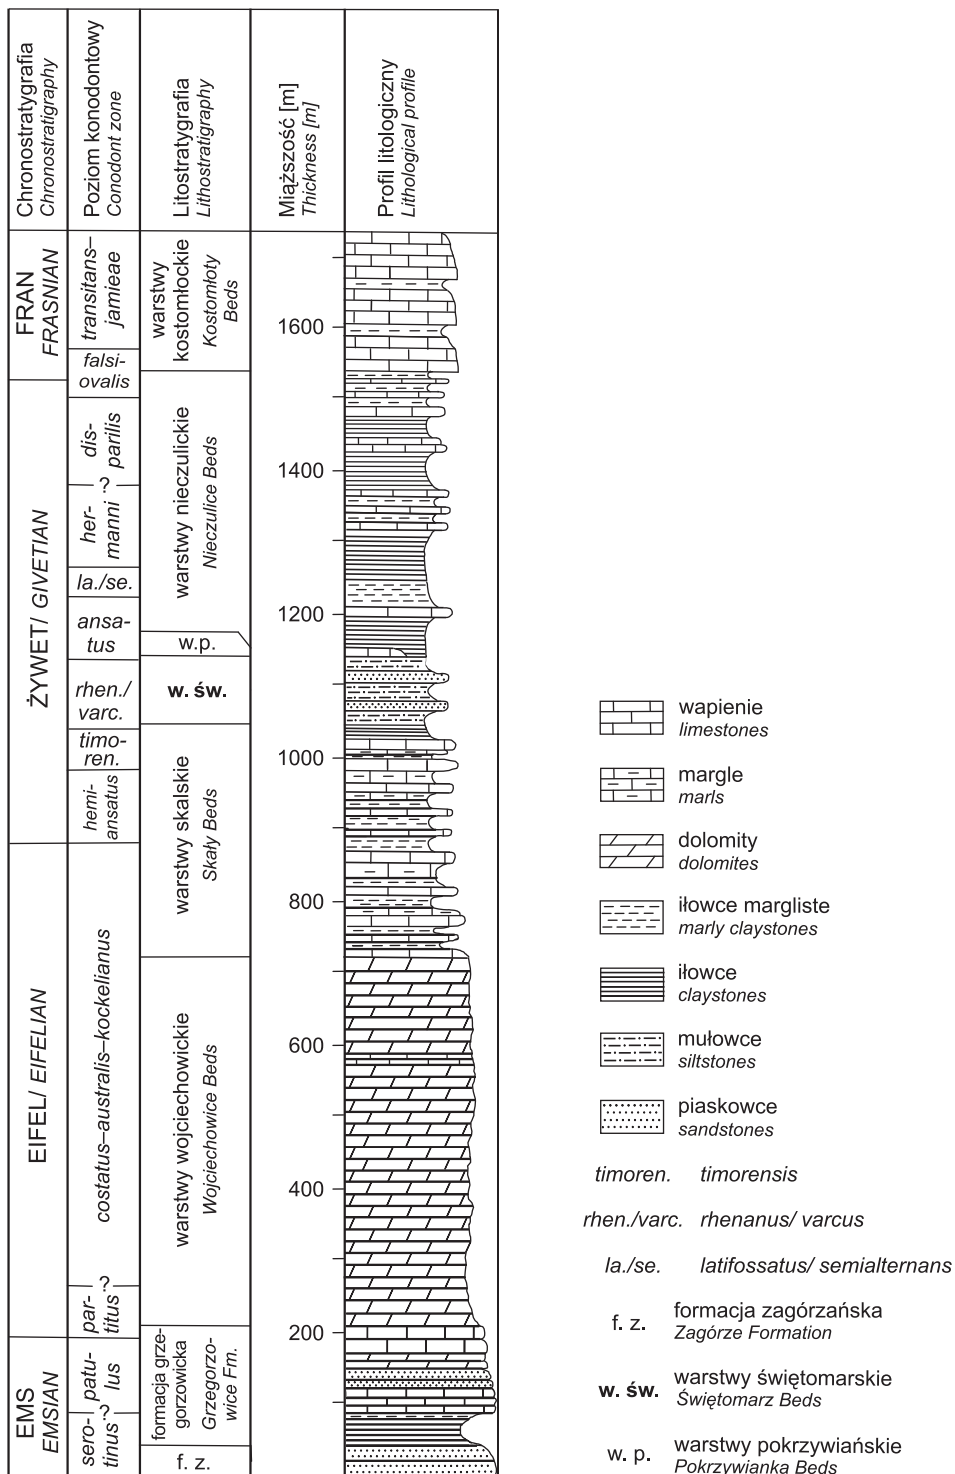 Chronostratygrafia
Chronostratigraphy
Poziom konodontowy
Conodont zone
Litostratygrafia
Lithostratigraphy
Miąższość [m]
Thickness [m]
Profil litologiczny
Lithological profile
FRAN
FRASNIAN
ŻYWET/ GIVETIAN
EIFEL/ EIFELIAN
EMS
EMSIAN
transitans–
jamieae
falsi-
ovalis
dis-
parilis
?
her-
manni
la./se.
ansa-
tus
rhen./
varc.
timo-
ren.
hemi-
ansatus
costatus–australis–kockelianus
?
par-
titus
patu-
lus
?
sero-
tinus
warstwy
kostomłockie
Kostomłoty
Beds
warstwy nieczulickie
Nieczulice Beds
w.p.
w. św.
warstwy skalskie
Skały Beds
warstwy wojciechowickie
Wojciechowice Beds
formacja grze-
gorzowicka
Grzegorzo-
wice Fm.
f. z.
1600
1400
1200
1000
800
600
400
200
wapienie
limestones
margle
marls
dolomity
dolomites
iłowce margliste
marly claystones
iłowce
claystones
mułowce
siltstones
piaskowce
sandstones
timoren. timorensis
rhen./varc. rhenanus/ varcus
la./se. latifossatus/ semialternans
f. z. formacja zagórzańska
Zagórze Formation
w. św. warstwy świętomarskie
Świętomarz Beds
w. p. warstwy pokrzywiańskie
Pokrzywianka Beds